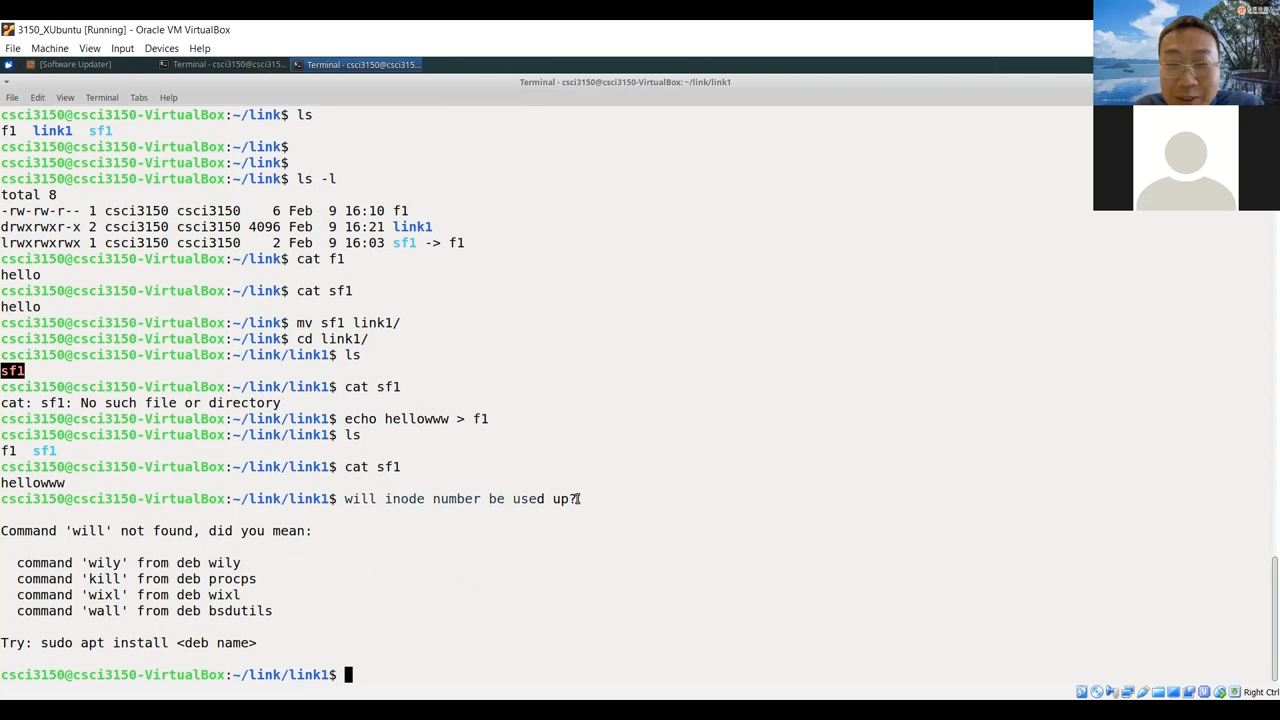 3150_XUbuntu [Running] - Oracle VM VirtualBox
File Machine View Input Devices Help
[Software Updater] Terminal - csci3150@csci315... Terminal - csci3150@csci315...
Terminal - csci3150@csci3150-VirtualBox: ~/link/link1
File Edit View Terminal Tabs Help
csci3150@csci3150-VirtualBox:~/link$ ls
f1 link1 sf1
csci3150@csci3150-VirtualBox:~/link$
csci3150@csci3150-VirtualBox:~/link$
csci3150@csci3150-VirtualBox:~/link$ ls -l
total 8
-rw-rw-r-- 1 csci3150 csci3150 6 Feb 9 16:10 f1
drwxrwxr-x 2 csci3150 csci3150 4096 Feb 9 16:21 link1
lrwxrwxrwx 1 csci3150 csci3150 2 Feb 9 16:03 sf1 -> f1
csci3150@csci3150-VirtualBox:~/link$ cat f1
hello
csci3150@csci3150-VirtualBox:~/link$ cat sf1
hello
csci3150@csci3150-VirtualBox:~/link$ mv sf1 link1/
csci3150@csci3150-VirtualBox:~/link$ cd link1/
csci3150@csci3150-VirtualBox:~/link/link1$ ls
sf1
csci3150@csci3150-VirtualBox:~/link/link1$ cat sf1
cat: sf1: No such file or directory
csci3150@csci3150-VirtualBox:~/link/link1$ echo hellowww > f1
csci3150@csci3150-VirtualBox:~/link/link1$ ls
f1 sf1
csci3150@csci3150-VirtualBox:~/link/link1$ cat sf1
hellowww
csci3150@csci3150-VirtualBox:~/link/link1$ will inode number be used up?
Command 'will' not found, did you mean:
command 'wily' from deb wily
command 'kill' from deb procps
command 'wixl' from deb wixl
command 'wall' from deb bsdutils
Try: sudo apt install <deb name>
csci3150@csci3150-VirtualBox:~/link/link1$
Right Ctrl